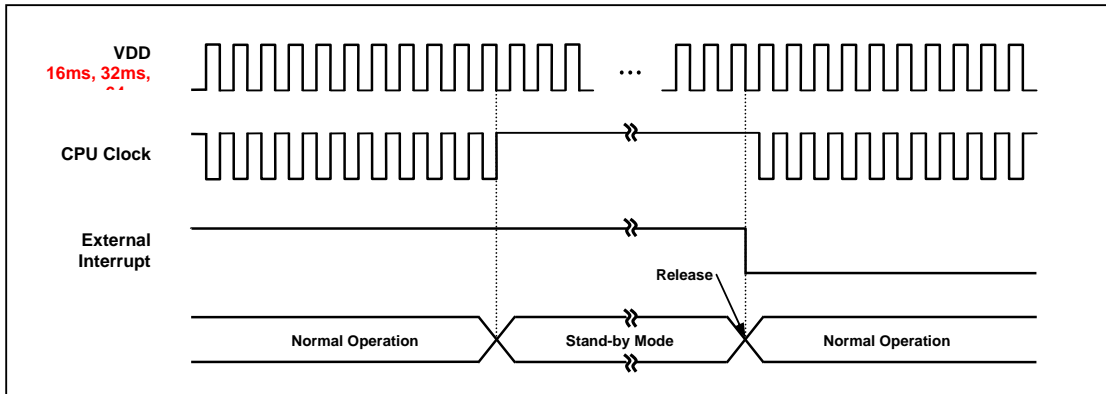 VDD
16ms, 32ms,
CPU Clock
External
Interrupt
Release
Normal Operation
Stand-by Mode
Normal Operation
...